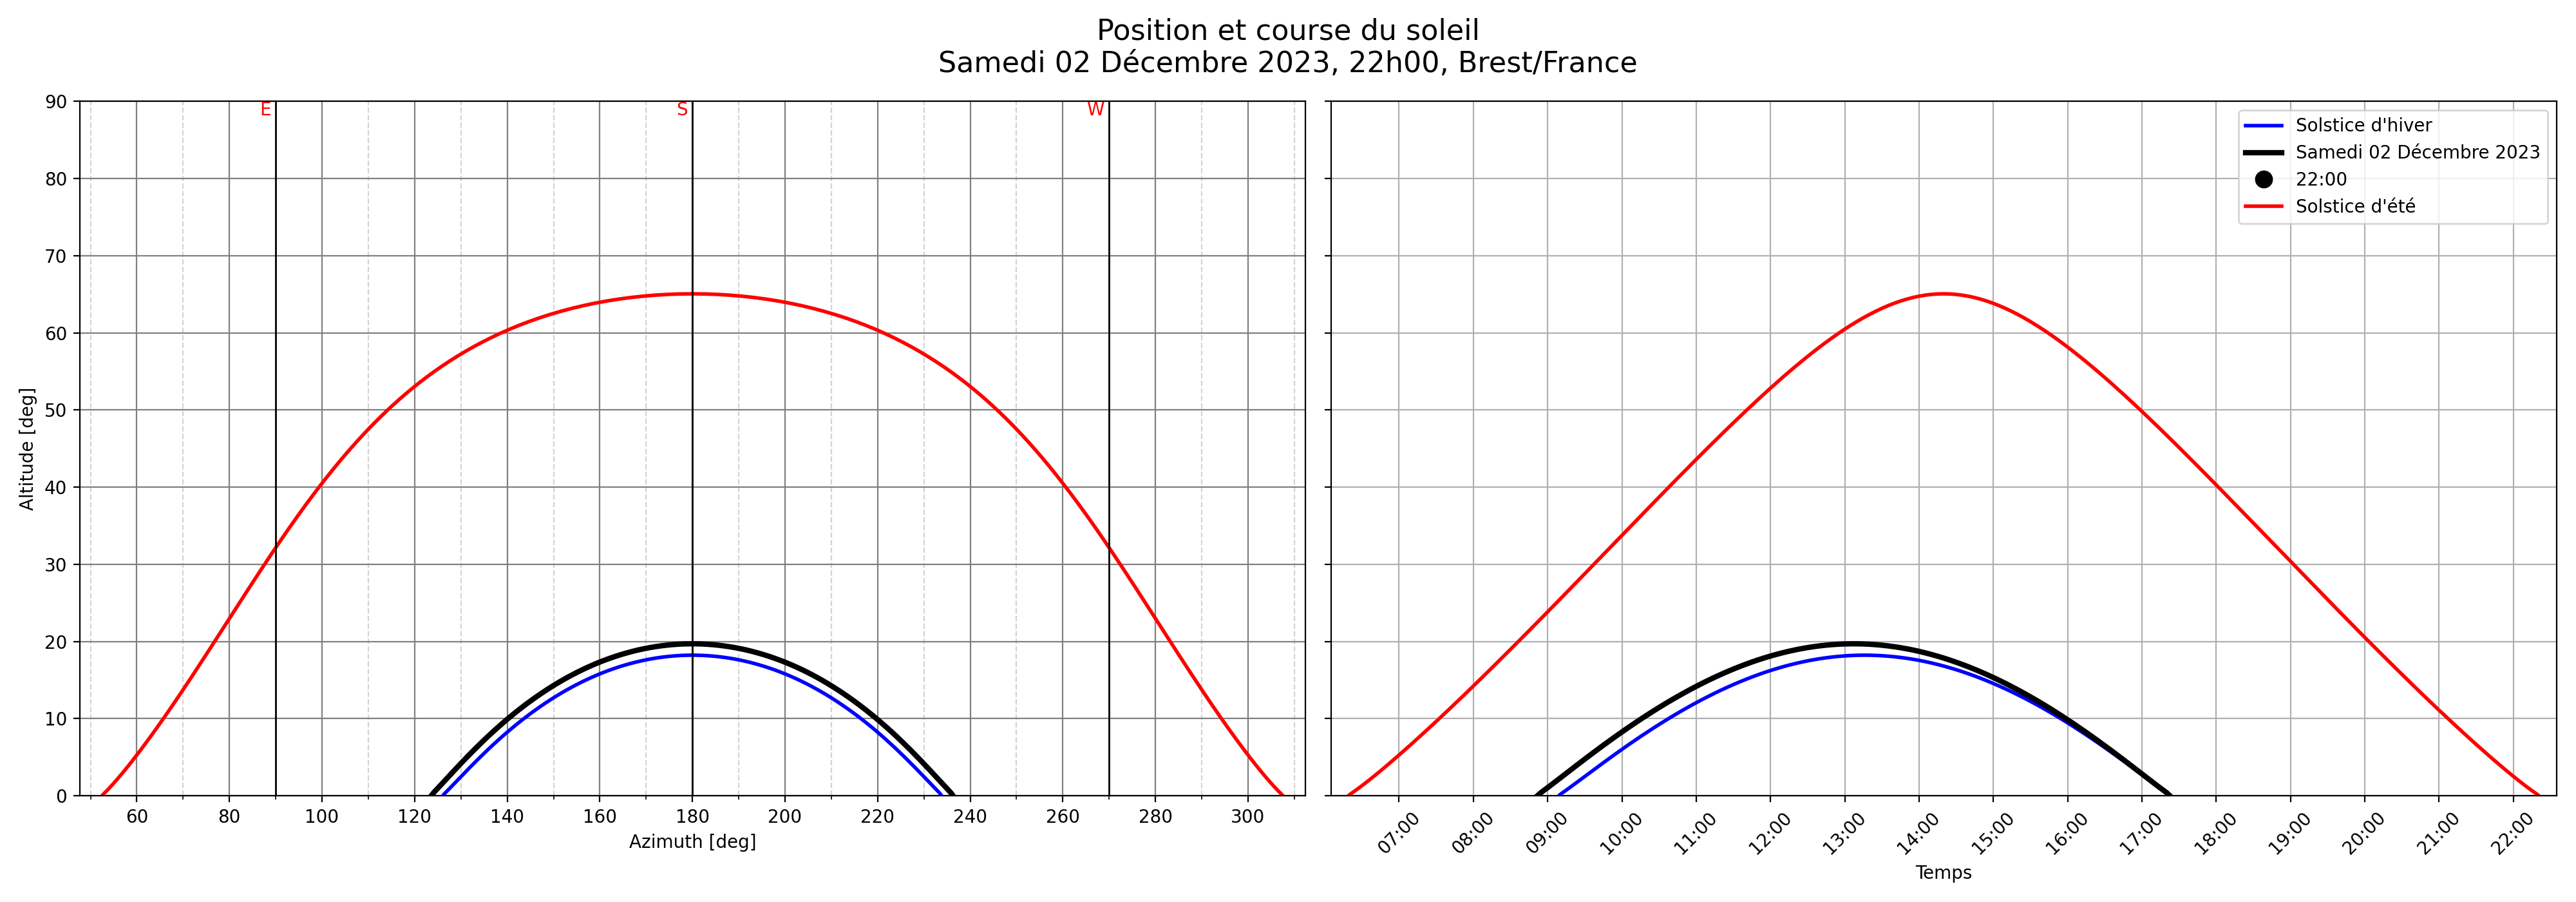 Position et course du soleil
Samedi 02 Décembre 2023, 22h00, Brest/France
E
S
W
90
80
70
60
50
40
30
20
10
0
Altitude [deg]
60 80 100 120 140 160 180 200 220 240 260 280 300
Azimuth [deg]
Solstice d'hiver
Samedi 02 Décembre 2023
22:00
Solstice d'été
07:00 08:00 09:00 10:00 11:00 12:00 13:00 14:00 15:00 16:00 17:00 18:00 19:00 20:00 21:00 22:00
Temps